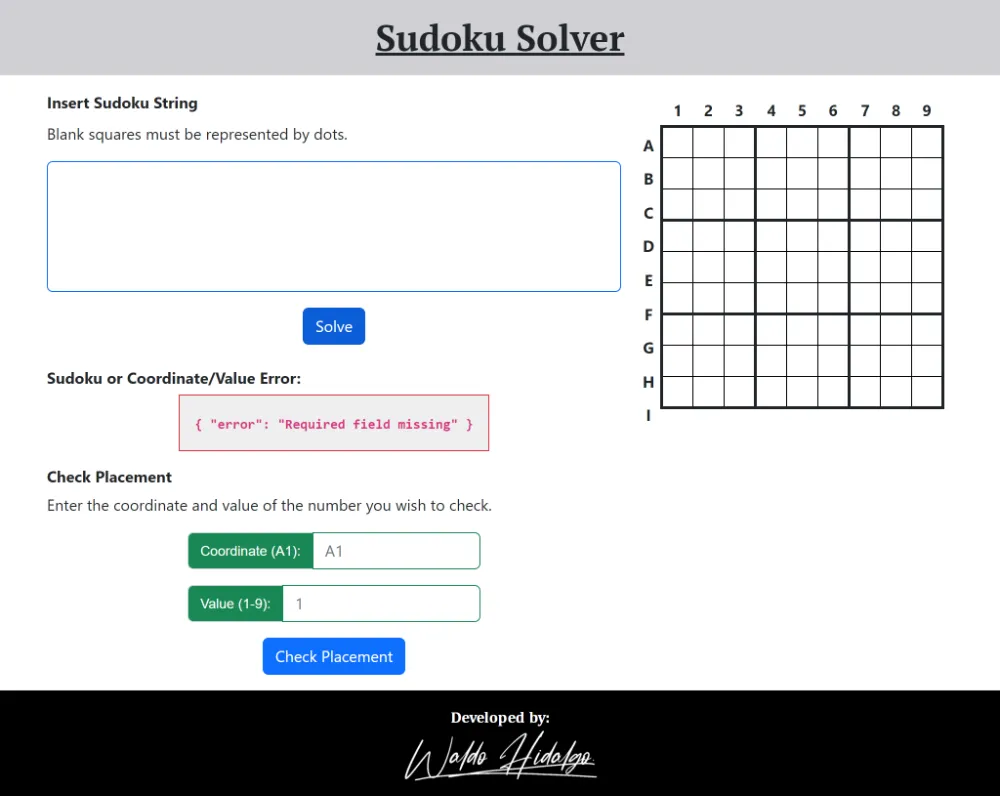 Sudoku Solver
Insert Sudoku String
Blank squares must be represented by dots.
Solve
Sudoku or Coordinate/Value Error:
{ "error": "Required field missing" }
Check Placement
Enter the coordinate and value of the number you wish to check.
Coordinate (A1): A1
Value (1-9): 1
Check Placement
1 2 3 4 5 6 7 8 9
A
B
C
D
E
F
G
H
I
Developed by:
Waldo Hidalgo